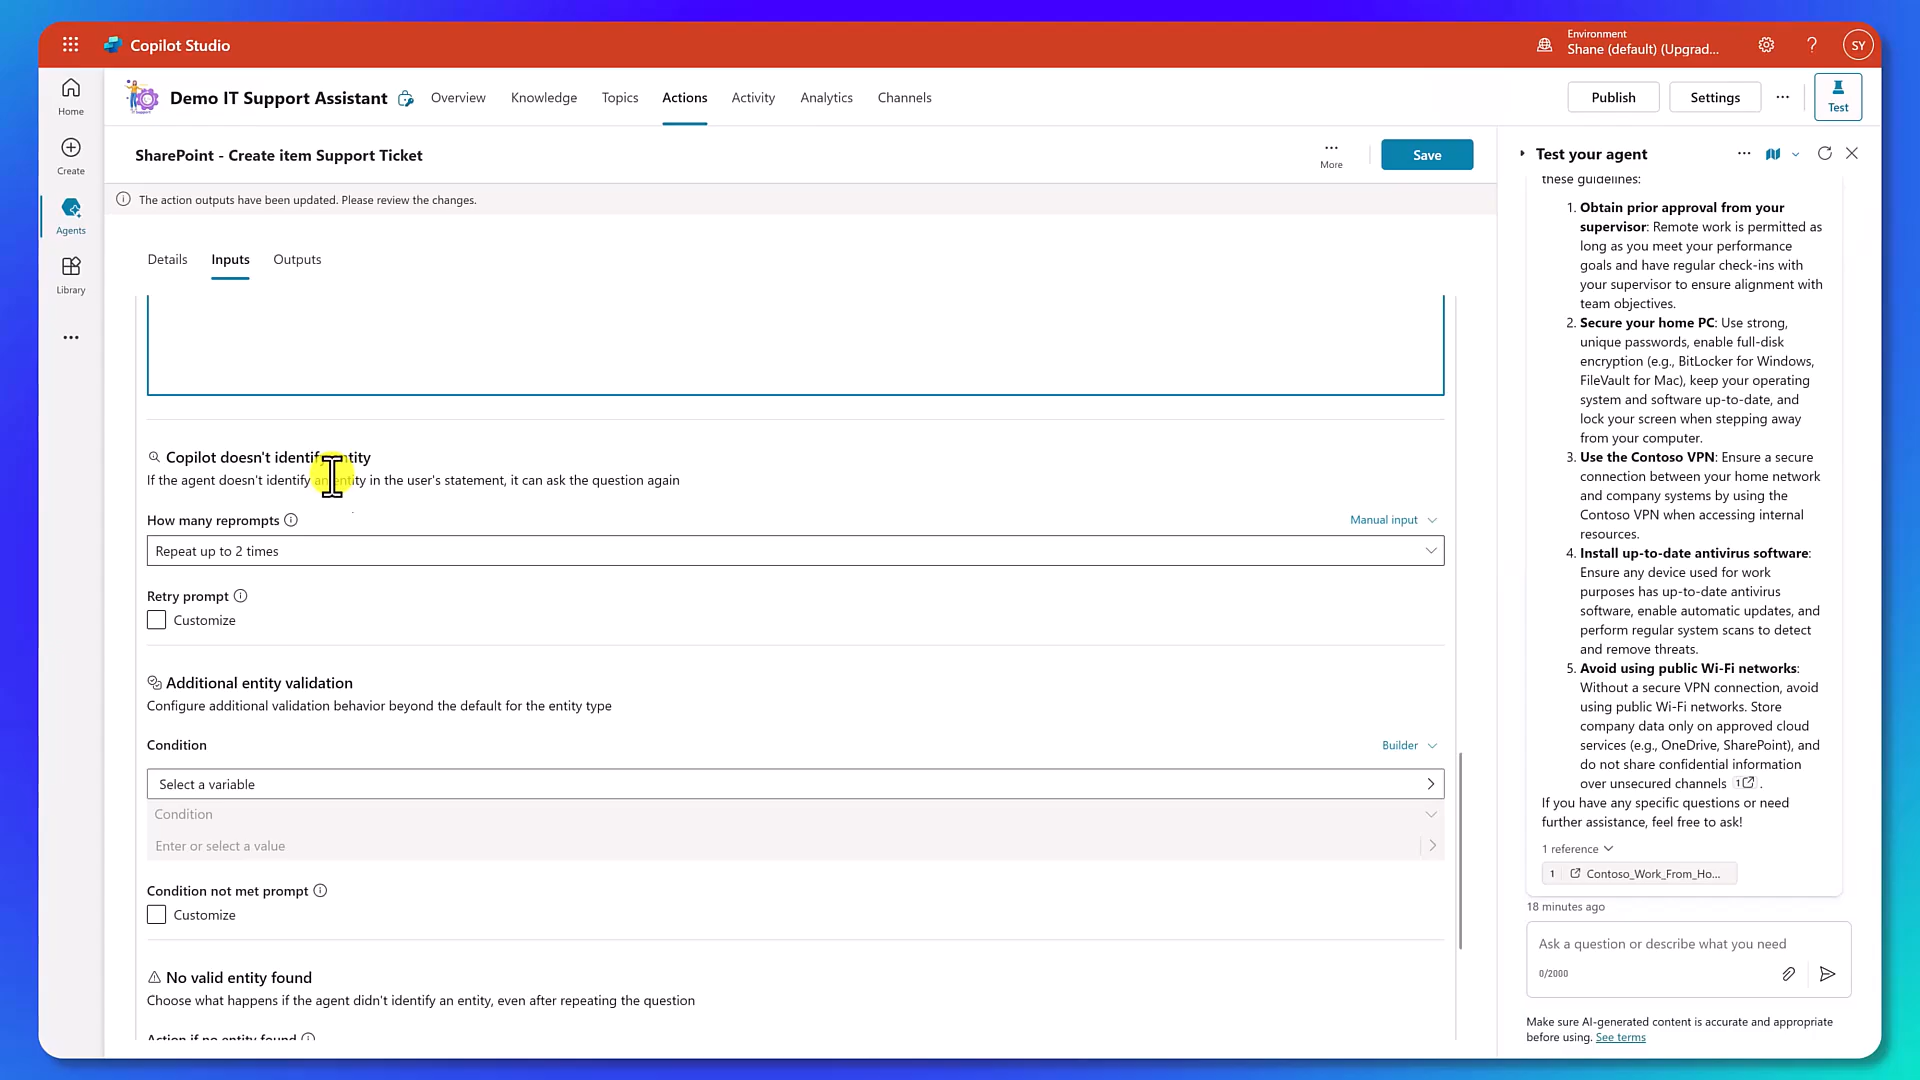 Copilot Studio
Environment
Shane (default) (Upgrad...
SY
Home
Create
Agents
Library
Demo IT Support Assistant
Overview
Knowledge
Topics
Actions
Activity
Analytics
Channels
Publish
Settings
Test
SharePoint - Create item Support Ticket
More
Save
The action outputs have been updated. Please review the changes.
Details
Inputs
Outputs
Copilot doesn't identify entity
If the agent doesn't identify an entity in the user's statement, it can ask the question again
How many reprompts
Manual input
Repeat up to 2 times
Retry prompt
Customize
Additional entity validation
Configure additional validation behavior beyond the default for the entity type
Condition
Builder
Select a variable
Condition
Enter or select a value
Condition not met prompt
Customize
No valid entity found
Choose what happens if the agent didn't identify an entity, even after repeating the question
Action if no entity found
Test your agent
these guidelines:
1. Obtain prior approval from your
supervisor: Remote work is permitted as
long as you meet your performance
goals and have regular check-ins with
your supervisor to ensure alignment with
team objectives.
2. Secure your home PC: Use strong,
unique passwords, enable full-disk
encryption (e.g., BitLocker for Windows,
FileVault for Mac), keep your operating
system and software up-to-date, and
lock your screen when stepping away
from your computer.
3. Use the Contoso VPN: Ensure a secure
connection between your home network
and company systems by using the
Contoso VPN when accessing internal
resources.
4. Install up-to-date antivirus software:
Ensure any device used for work
purposes has up-to-date antivirus
software, enable automatic updates, and
perform regular system scans to detect
and remove threats.
5. Avoid using public Wi-Fi networks:
Without a secure VPN connection, avoid
using public Wi-Fi networks. Store
company data only on approved cloud
services (e.g., OneDrive, SharePoint), and
do not share confidential information
over unsecured channels 1 .
If you have any specific questions or need
further assistance, feel free to ask!
1 reference
1 Contoso_Work_From_Ho...
18 minutes ago
Ask a question or describe what you need
0/2000
Make sure AI-generated content is accurate and appropriate
before using. See terms